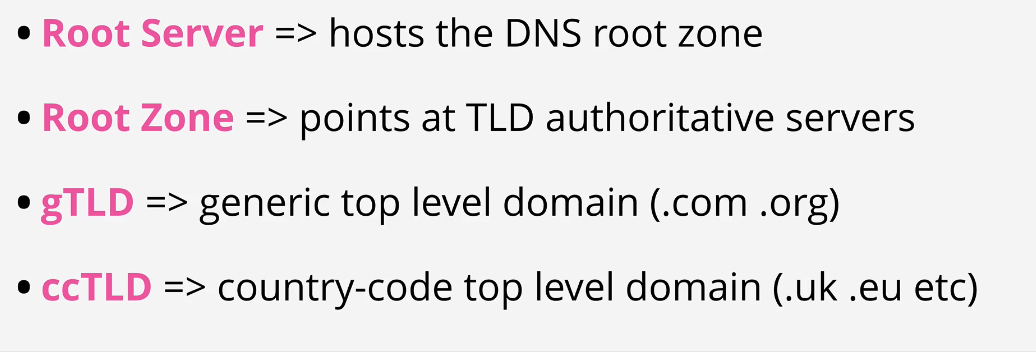 • Root Server => hosts the DNS root zone
• Root Zone => points at TLD authoritative servers
• gTLD => generic top level domain (.com .org)
• ccTLD => country-code top level domain (.uk .eu etc)